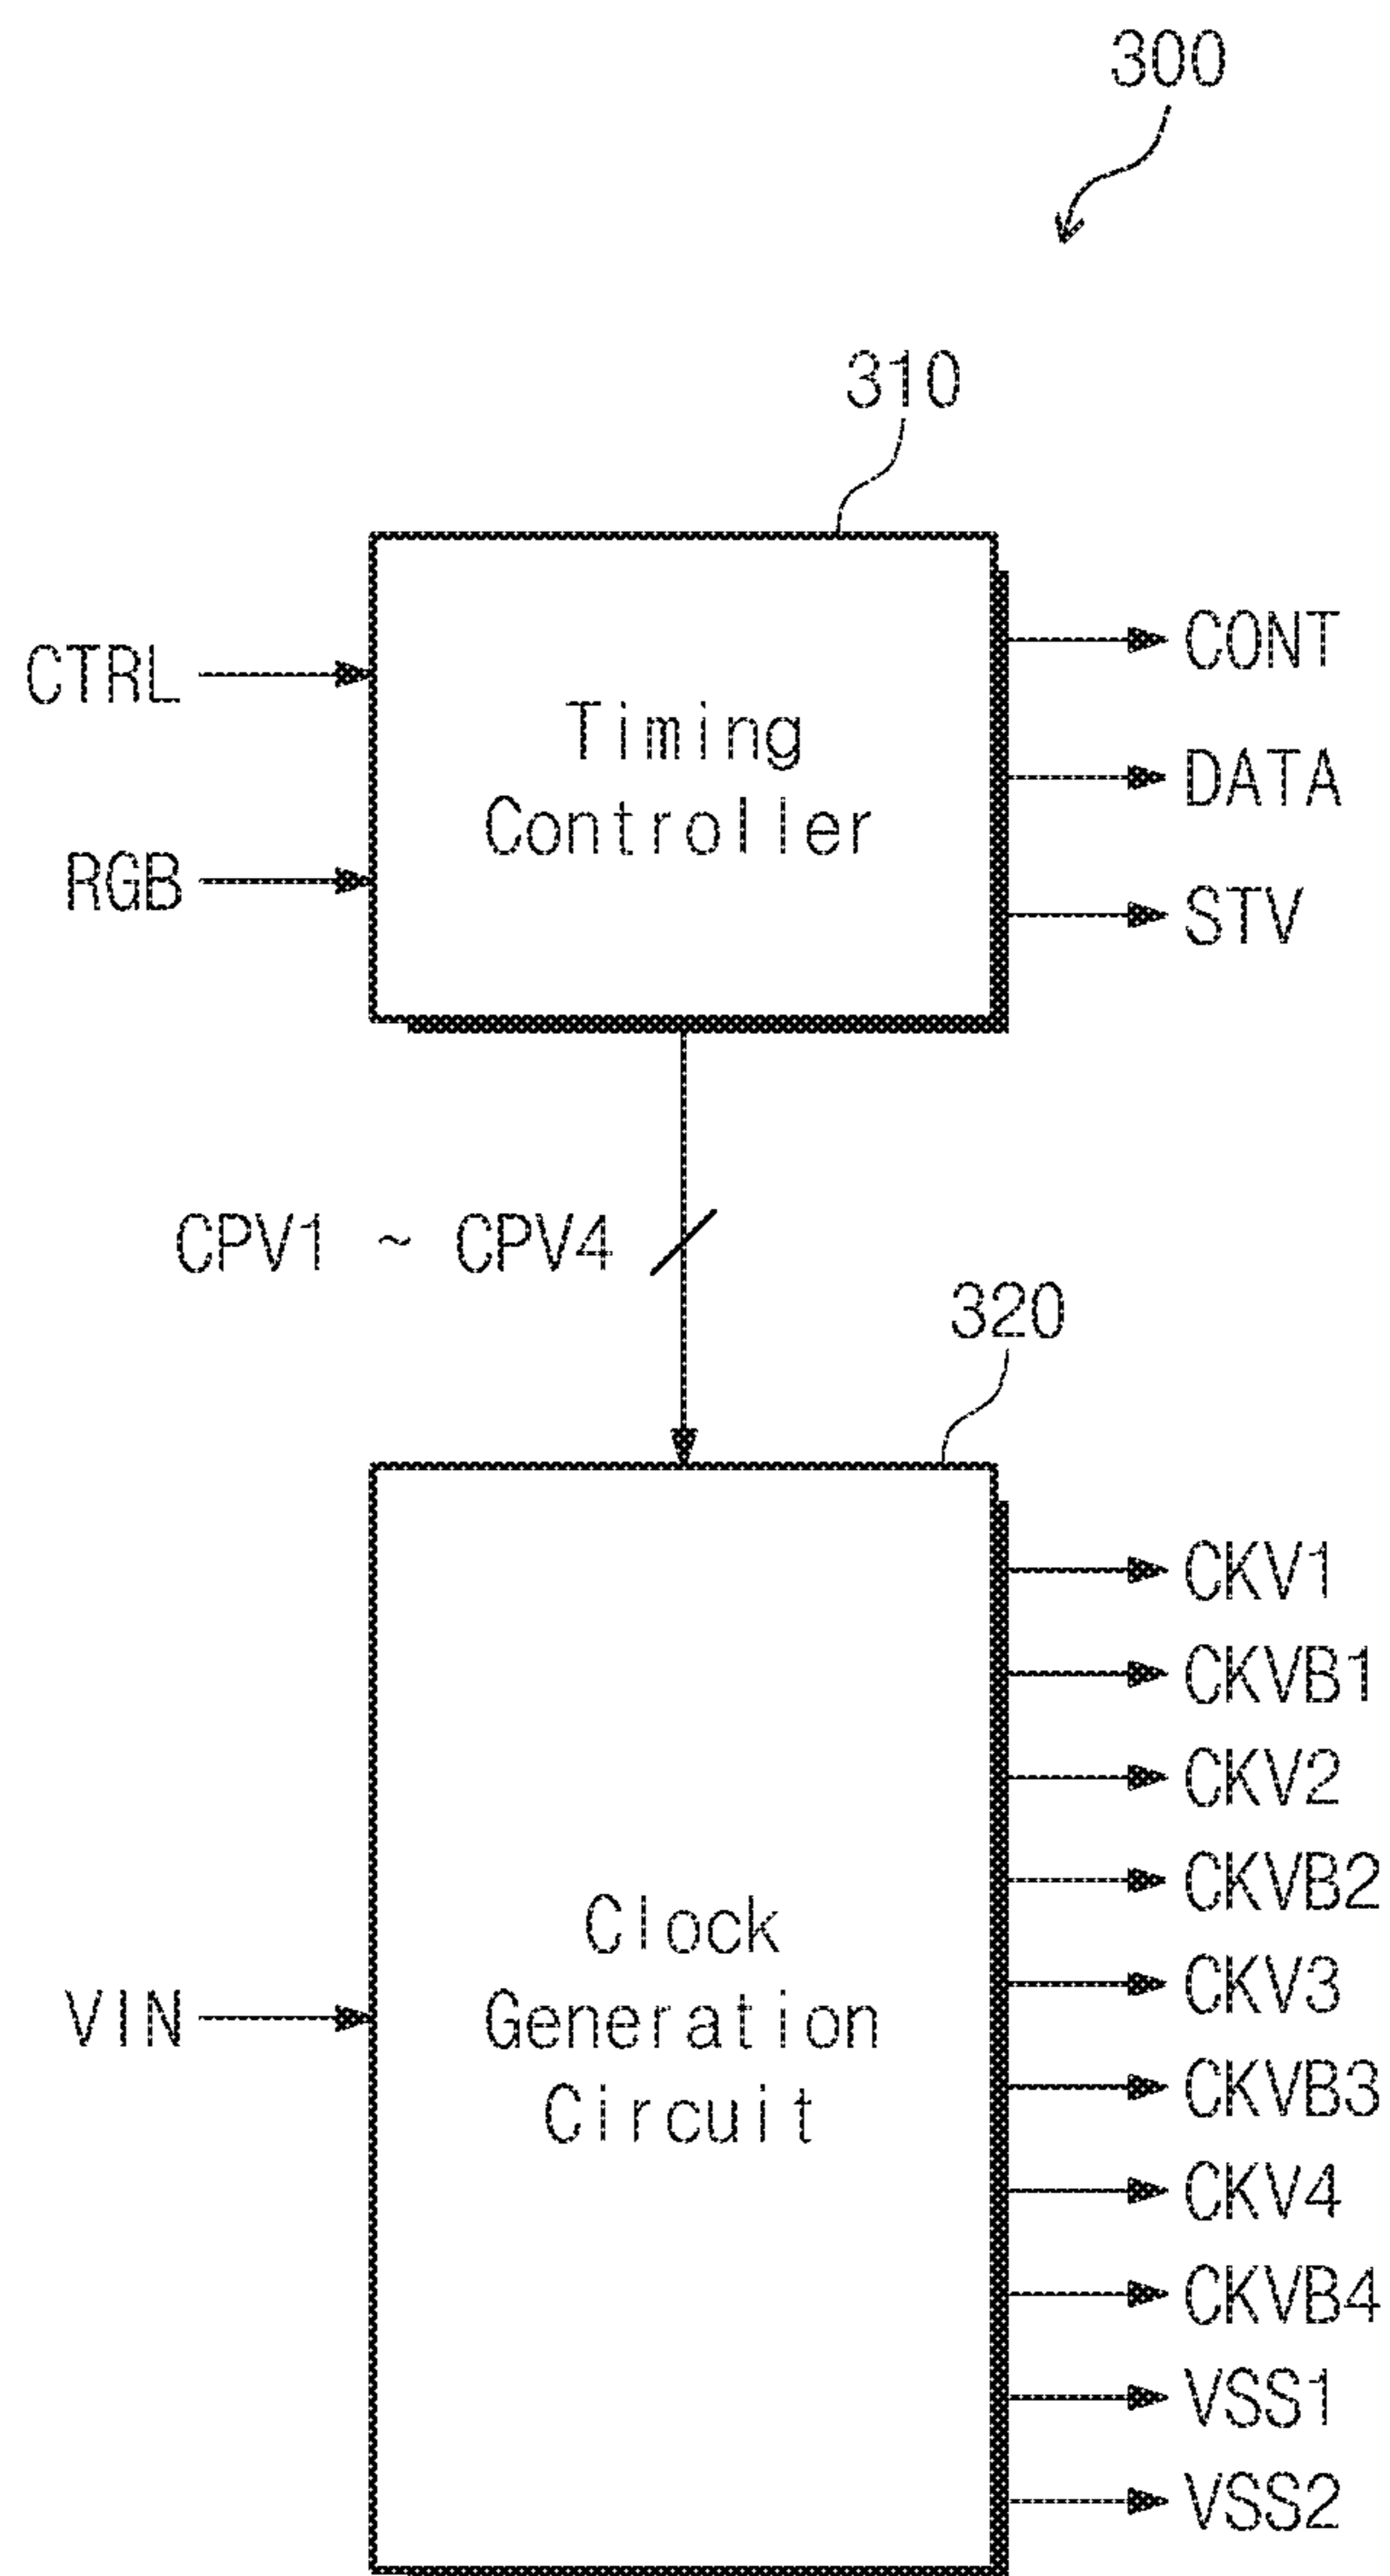 300
310
CTRL
RGB
Timing
Controller
CONT
DATA
STV
CPV1 ~ CPV4
320
VIN
Clock
Generation
Circuit
CKV1
CKVB1
CKV2
CKVB2
CKV3
CKVB3
CKV4
CKVB4
VSS1
VSS2